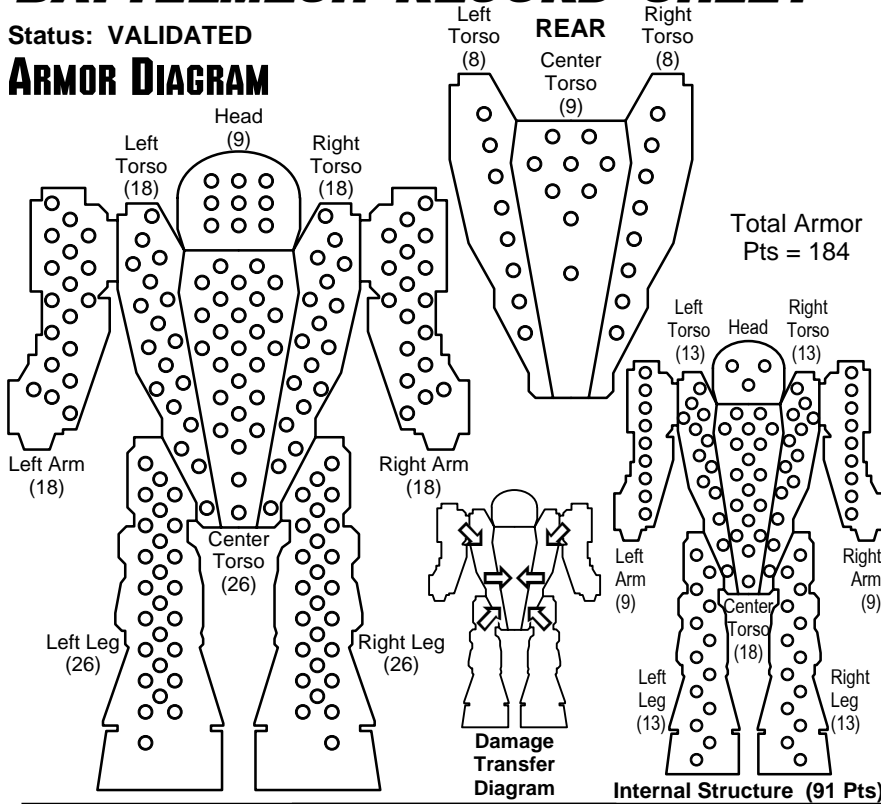 BATTLEMECH RECORD SHEET
Status: VALIDATED
ARMOR DIAGRAM
Left
Torso
(8)
REAR
Center
Torso
(9)
Right
Torso
(8)
Head
(9)
Left
Torso
(18)
Right
Torso
(18)
Total Armor
Pts = 184
Left Arm
(18)
Right Arm
(18)
Center
Torso
(26)
Left Leg
(26)
Right Leg
(26)
Damage
Transfer
Diagram
Left
Torso
(13)
Head
Right
Torso
(13)
Left
Arm
(9)
Right
Arm
(9)
Center
Torso
(18)
Left
Leg
(13)
Right
Leg
(13)
Internal Structure (91 Pts)